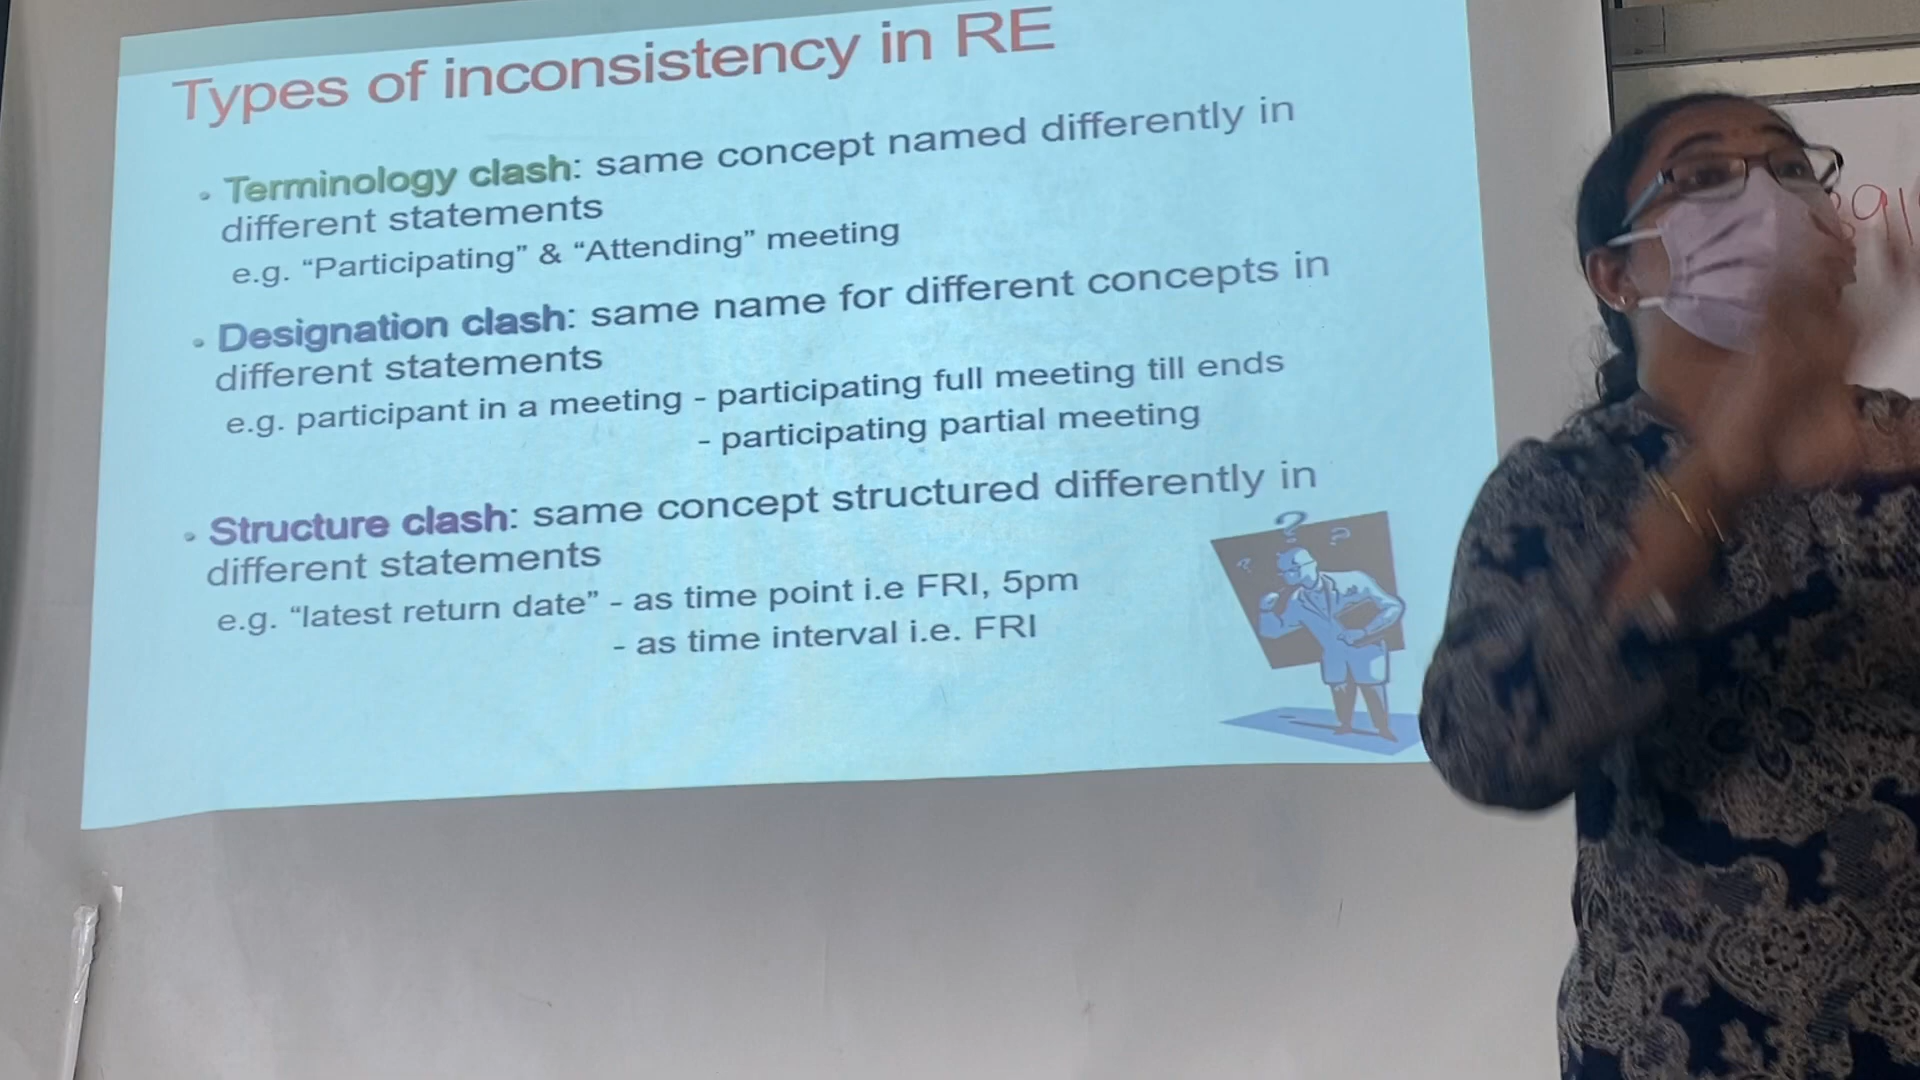 Types of inconsistency in RE
• Terminology clash: same concept named differently in
different statements
e.g. “Participating” & “Attending” meeting
• Designation clash: same name for different concepts in
different statements
e.g. participant in a meeting - participating full meeting till ends
- participating partial meeting
• Structure clash: same concept structured differently in
different statements
e.g. “latest return date” - as time point i.e FRI, 5pm
- as time interval i.e. FRI
? ? ?